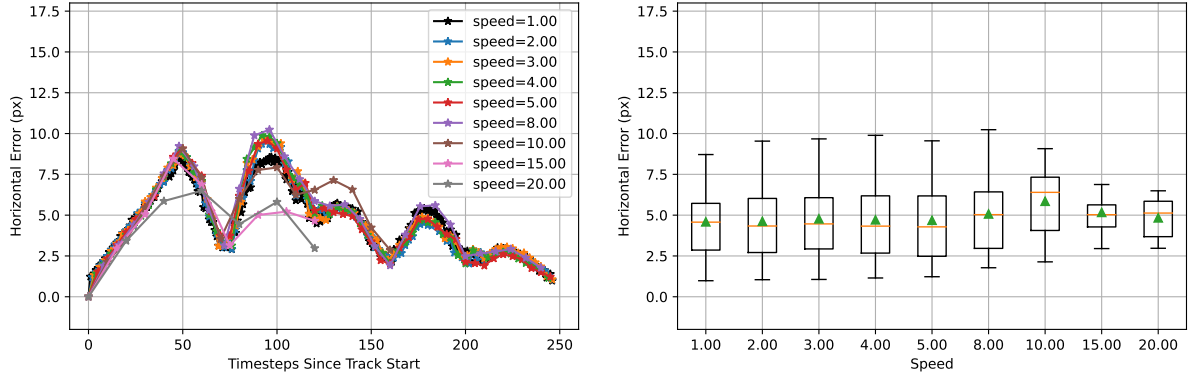 17.5
15.0
12.5
10.0
7.5
5.0
2.5
0.0
Horizontal Error (px)
0
50
100
150
200
250
Timesteps Since Track Start
speed=1.00
speed=2.00
speed=3.00
speed=4.00
speed=5.00
speed=8.00
speed=10.00
speed=15.00
speed=20.00
17.5
15.0
12.5
10.0
7.5
5.0
2.5
0.0
Horizontal Error (px)
1.00 2.00 3.00 4.00 5.00 8.00 10.00 15.00 20.00
Speed